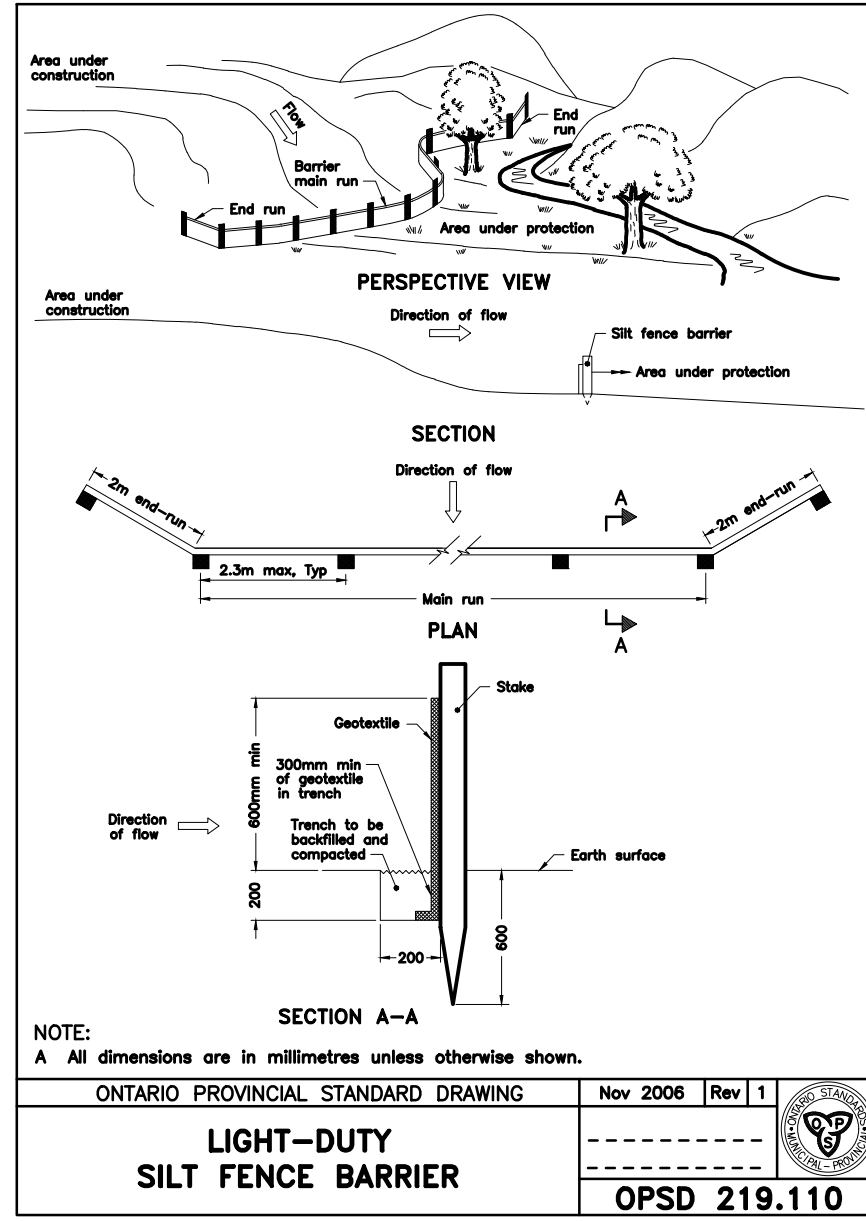 Area under
construction
Flow
End
run
Barrier
main run
End run
Area under protection
PERSPECTIVE VIEW
Area under
construction
Direction of flow
Silt fence barrier
Area under protection
SECTION
Direction of flow
2m end-run
A
2m end-run
2.3m max, Typ
Main run
PLAN
A
Stake
Geotextile
600mm min
300mm min
of geotextile
in trench
Direction
of flow
Trench to be
backfilled and
compacted
Earth surface
200
600
200
SECTION A-A
NOTE:
A All dimensions are in millimetres unless otherwise shown.
ONTARIO PROVINCIAL STANDARD DRAWING
Nov 2006 Rev 1
LIGHT-DUTY
SILT FENCE BARRIER
ONTARIO STANDARDS
MUNICIPAL - PROVINCIAL
OPS
OPSD 219.110